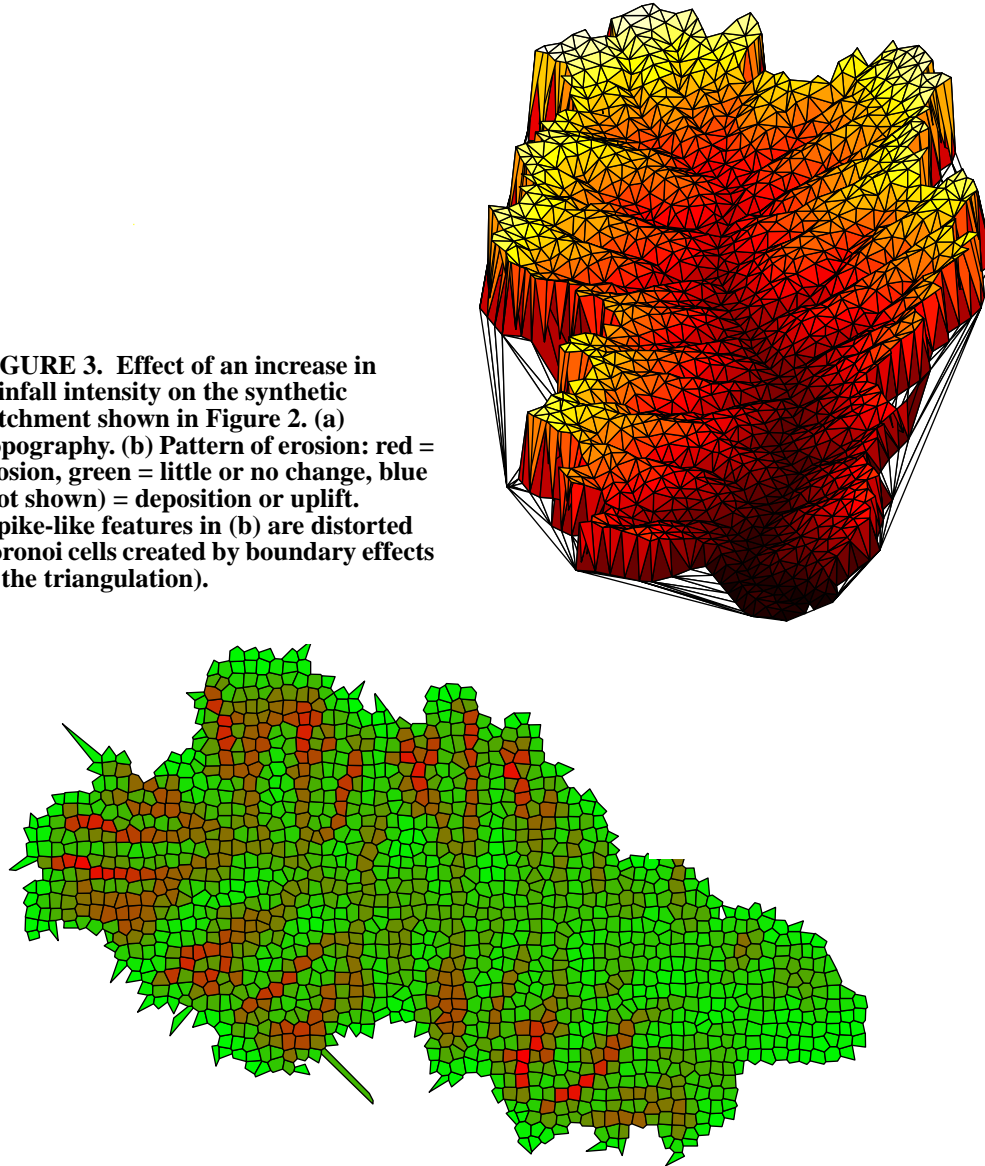 GURE 3. Effect of an increase in
infall intensity on the synthetic
tchment shown in Figure 2. (a)
pography. (b) Pattern of erosion: red =
osion, green = little or no change, blue
ot shown) = deposition or uplift.
pike-like features in (b) are distorted
oronoi cells created by boundary effects
the triangulation).